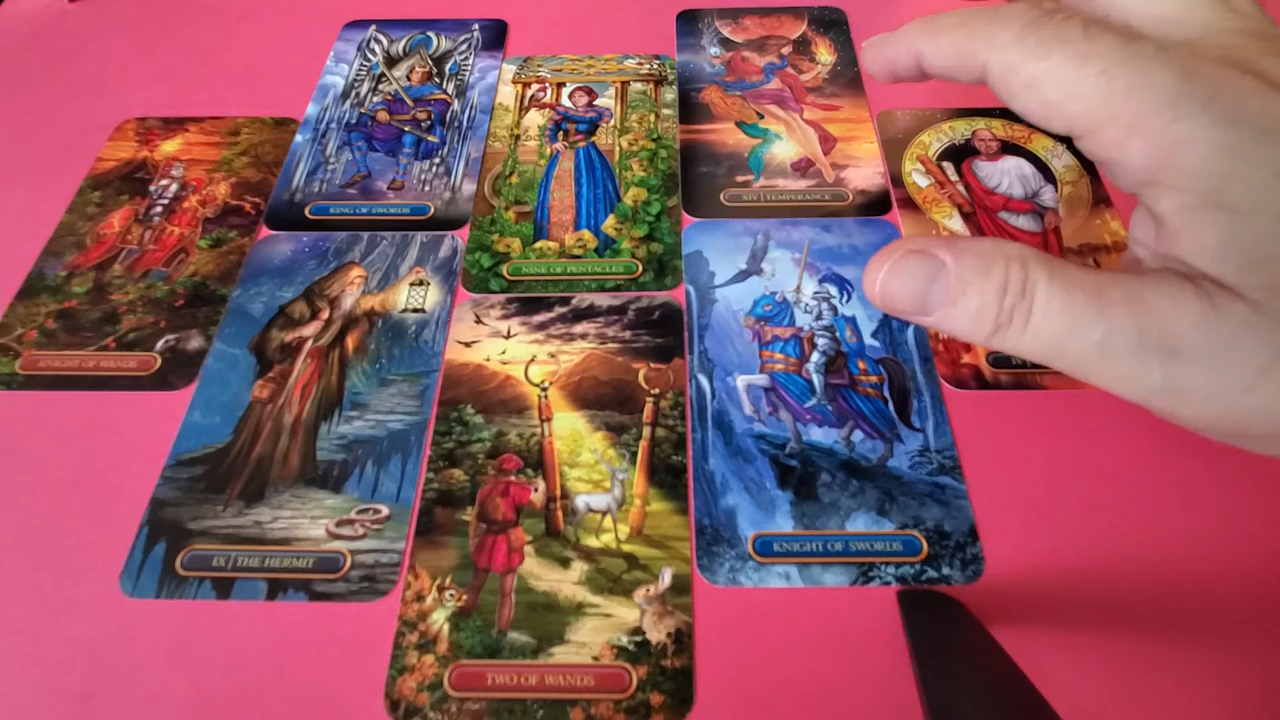 KING OF SWORDS
XIV | TEMPERANCE
NINE OF PENTACLES
KNIGHT OF WANDS
IX | THE HERMIT
KNIGHT OF SWORDS
TWO OF WANDS